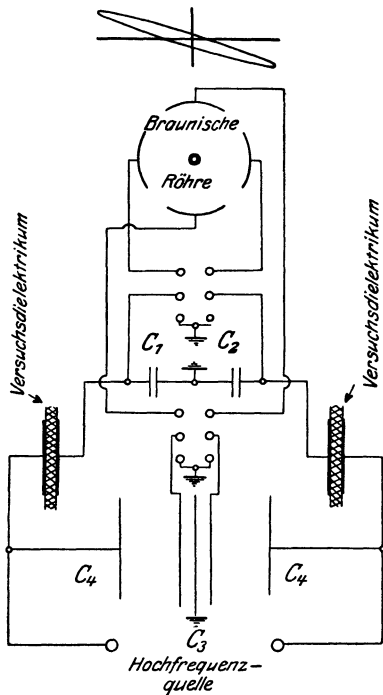 Braunische
Röhre
Versuchsdielektrikum
Versuchsdielektrikum
C1
C2
C4
C4
C3
Hochfrequenz-
quelle